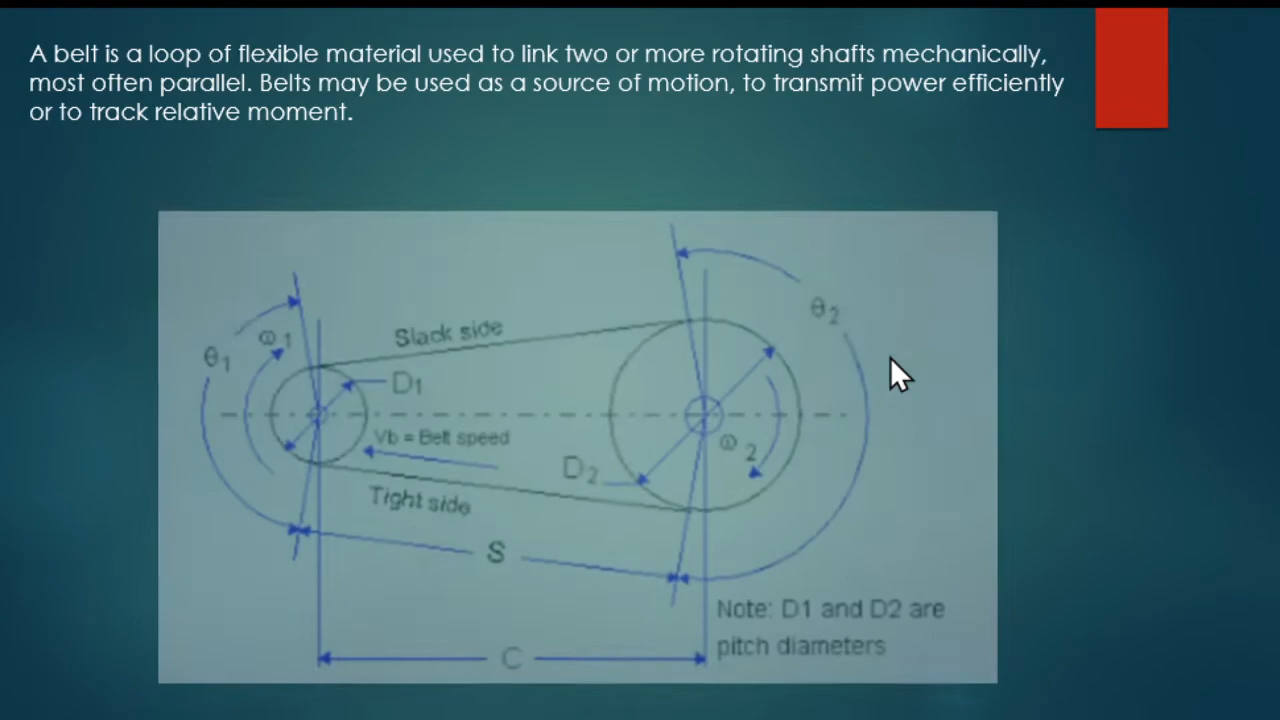 A belt is a loop of flexible material used to link two or more rotating shafts mechanically,
most often parallel. Belts may be used as a source of motion, to transmit power efficiently
or to track relative moment.
θ2
ω1
Slack side
θ1
D1
Vb = Belt speed
ω2
D2
Tight side
S
Note: D1 and D2 are
pitch diameters
C